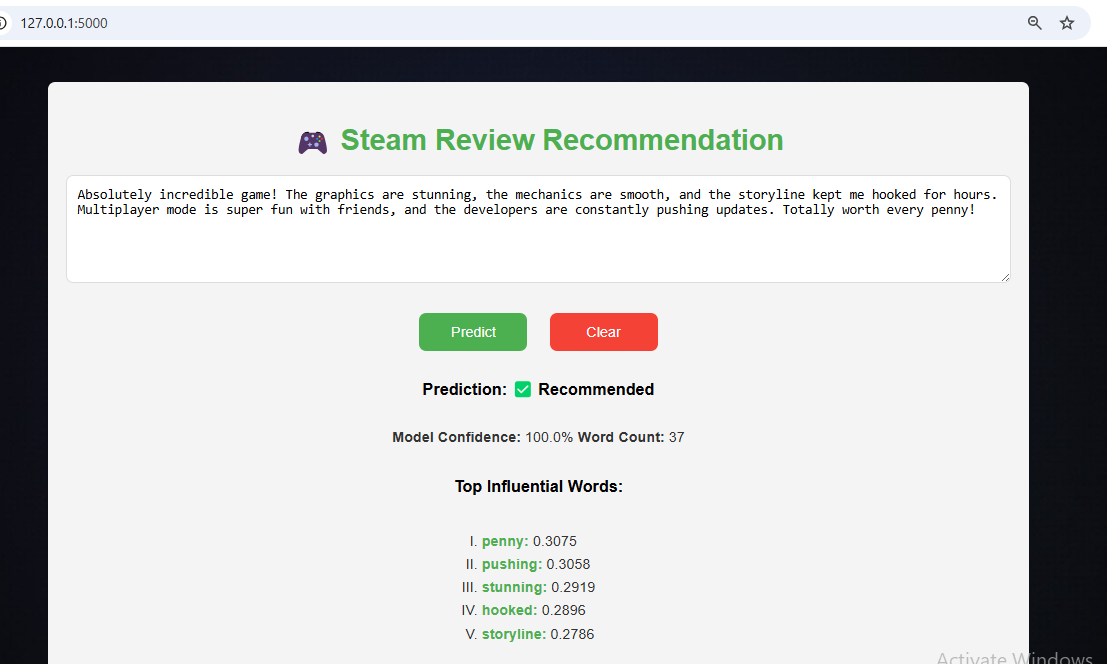 127.0.0.1:5000
🎮 Steam Review Recommendation
Absolutely incredible game! The graphics are stunning, the mechanics are smooth, and the storyline kept me hooked for hours.
Multiplayer mode is super fun with friends, and the developers are constantly pushing updates. Totally worth every penny!
Predict Clear
Prediction: ✅ Recommended
Model Confidence: 100.0% Word Count: 37
Top Influential Words:
I. penny: 0.3075
II. pushing: 0.3058
III. stunning: 0.2919
IV. hooked: 0.2896
V. storyline: 0.2786
Activate Windows